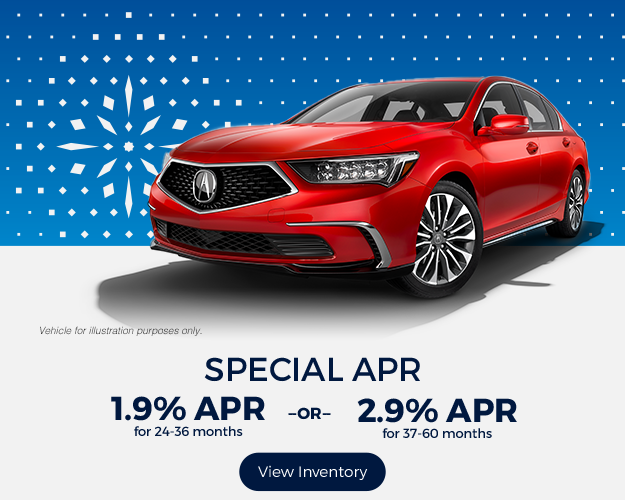 Vehicle for illustration purposes only.
SPECIAL APR
1.9% APR –OR– 2.9% APR
for 24-36 months for 37-60 months
View Inventory